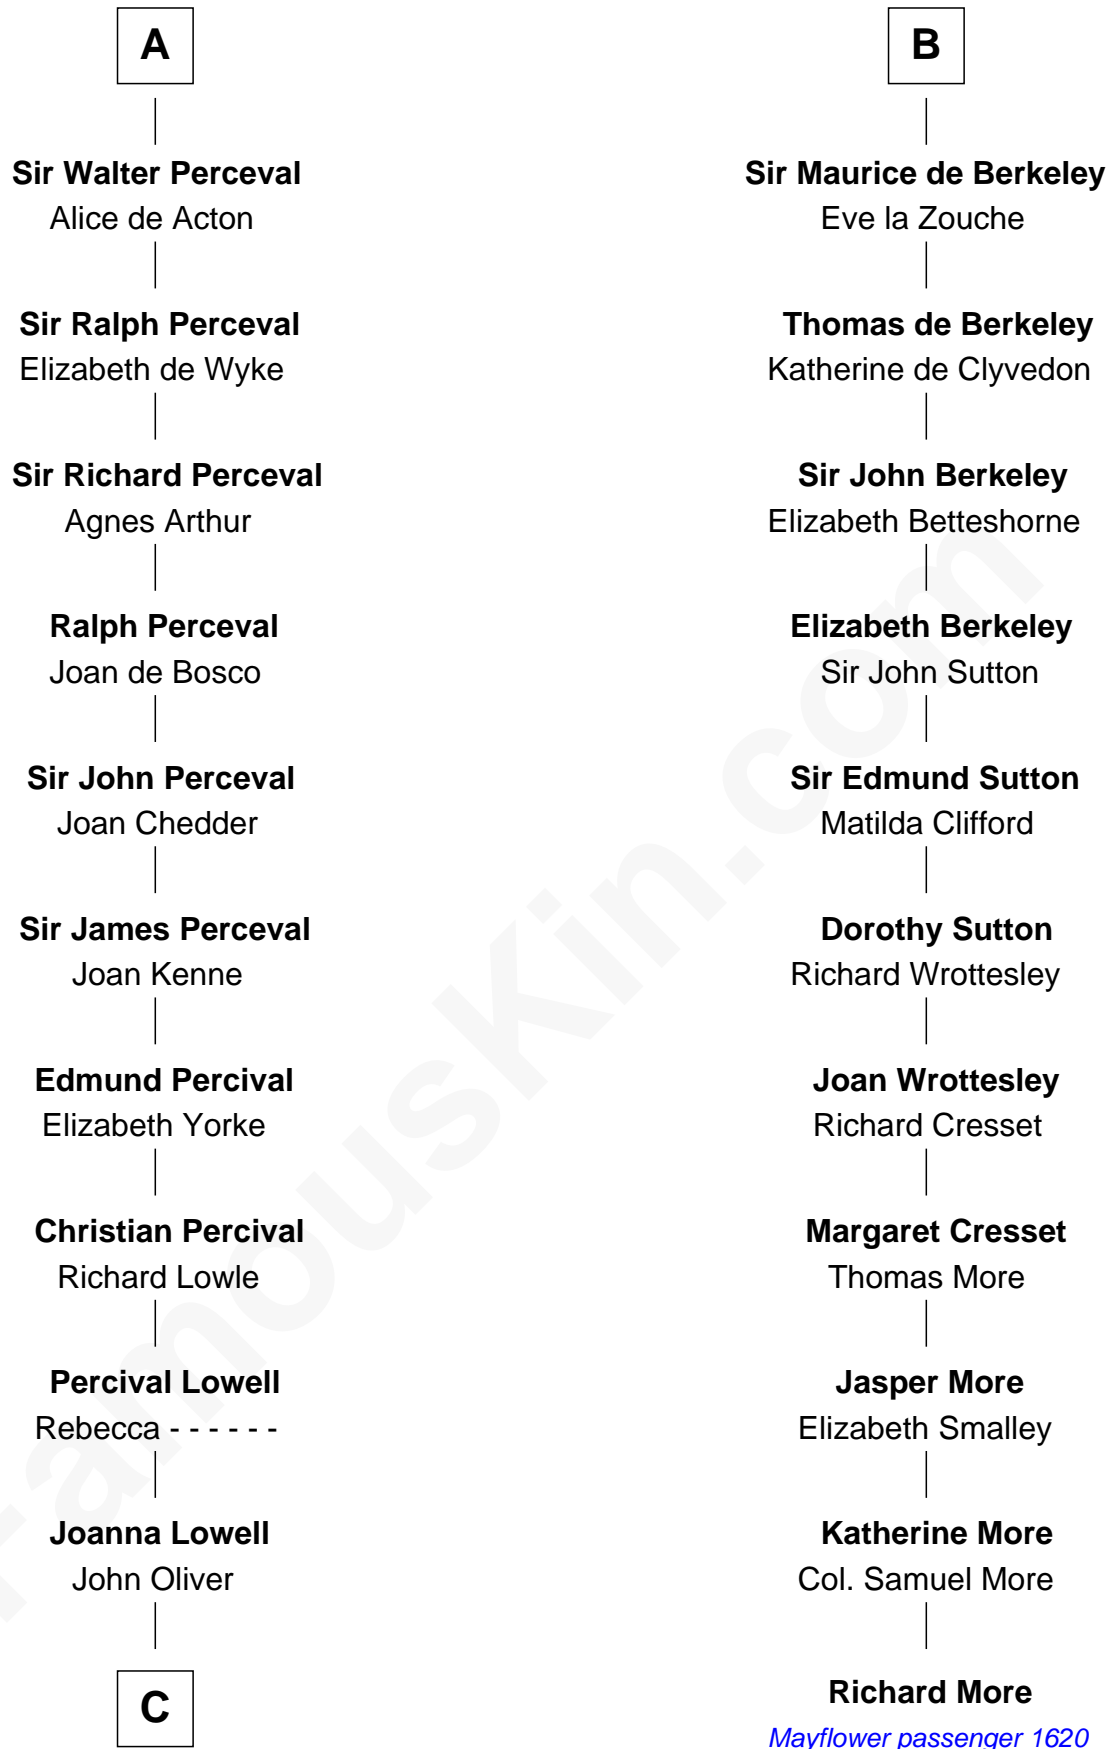 A
Sir Walter Perceval
Alice de Acton
Sir Ralph Perceval
Elizabeth de Wyke
Sir Richard Perceval
Agnes Arthur
Ralph Perceval
Joan de Bosco
Sir John Perceval
Joan Chedder
Sir James Perceval
Joan Kenne
Edmund Percival
Elizabeth Yorke
Christian Percival
Richard Lowle
Percival Lowell
Rebecca - - - - - -
Joanna Lowell
John Oliver
C
B
Sir Maurice de Berkeley
Eve la Zouche
Thomas de Berkeley
Katherine de Clyvedon
Sir John Berkeley
Elizabeth Betteshorne
Elizabeth Berkeley
Sir John Sutton
Sir Edmund Sutton
Matilda Clifford
Dorothy Sutton
Richard Wrottesley
Joan Wrottesley
Richard Cresset
Margaret Cresset
Thomas More
Jasper More
Elizabeth Smalley
Katherine More
Col. Samuel More
Richard More
Mayflower passenger 1620
FamousKin.com